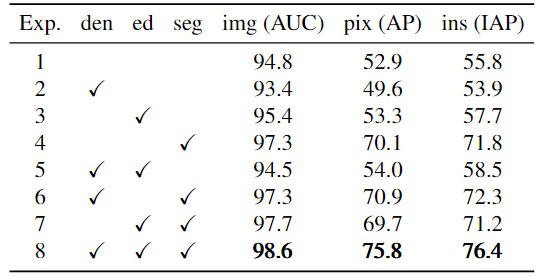 Exp. den ed seg img (AUC) pix (AP) ins (IAP)
1 94.8 52.9 55.8
2 ✓ 93.4 49.6 53.9
3 ✓ 95.4 53.3 57.7
4 ✓ 97.3 70.1 71.8
5 ✓ ✓ 94.5 54.0 58.5
6 ✓ ✓ 97.3 70.9 72.3
7 ✓ ✓ 97.7 69.7 71.2
8 ✓ ✓ ✓ 98.6 75.8 76.4